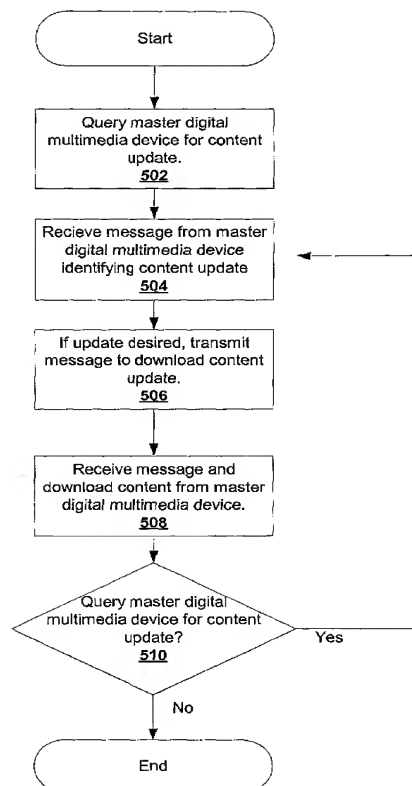 Start
Query master digital
multimedia device for content
update.
502
Recieve message from master
digital multimedia device
identifying content update
504
If update desired, transmit
message to download content
update.
506
Receive message and
download content from master
digital multimedia device.
508
Query master digital
multimedia device for content
update?
510
Yes
No
End